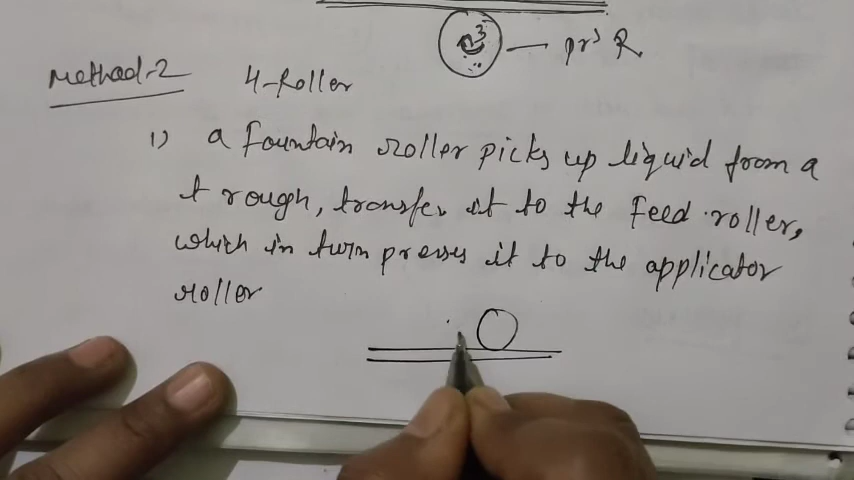 pr's R
Method-2 4-Roller
1) a fountain roller picks up liquid from a
trough, transfer it to the feed roller,
which in turn presses it to the applicator
roller